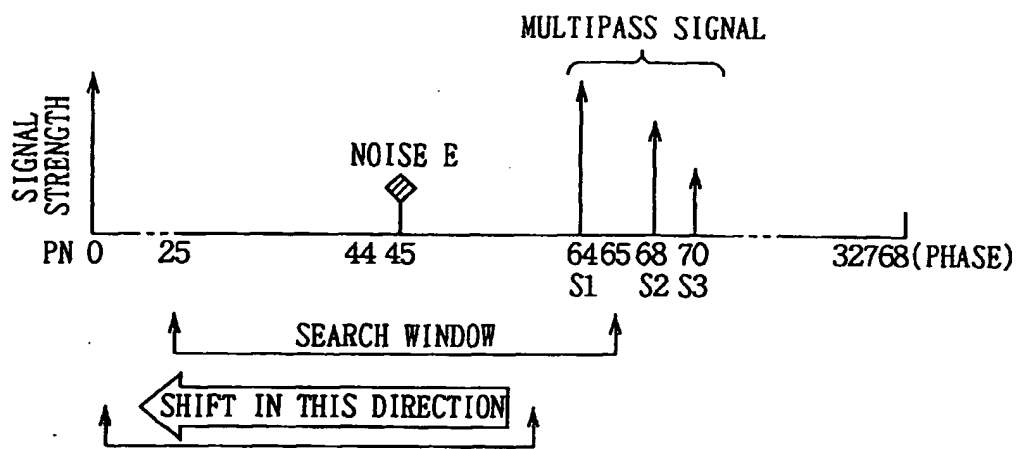 MULTIPASS SIGNAL
SIGNAL
STRENGTH
NOISE E
PN 0 25 44 45 64 65 68 70 32768(PHASE)
S1 S2 S3
SEARCH WINDOW
SHIFT IN THIS DIRECTION